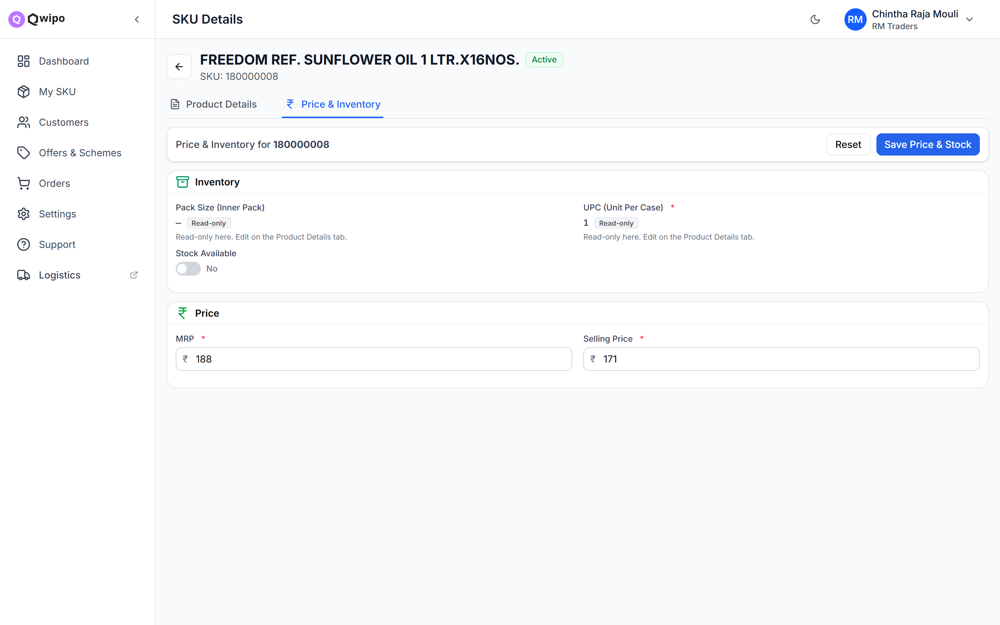 Qwipo
SKU Details
RM
Chintha Raja Mouli
RM Traders
Dashboard
My SKU
Customers
Offers & Schemes
Orders
Settings
Support
Logistics
FREEDOM REF. SUNFLOWER OIL 1 LTR.X16NOS.
Active
SKU: 180000008
Product Details
₹ Price & Inventory
Price & Inventory for 180000008
Reset
Save Price & Stock
Inventory
Pack Size (Inner Pack)
– Read-only
Read-only here. Edit on the Product Details tab.
UPC (Unit Per Case) *
1 Read-only
Read-only here. Edit on the Product Details tab.
Stock Available
No
₹ Price
MRP *
₹ 188
Selling Price *
₹ 171